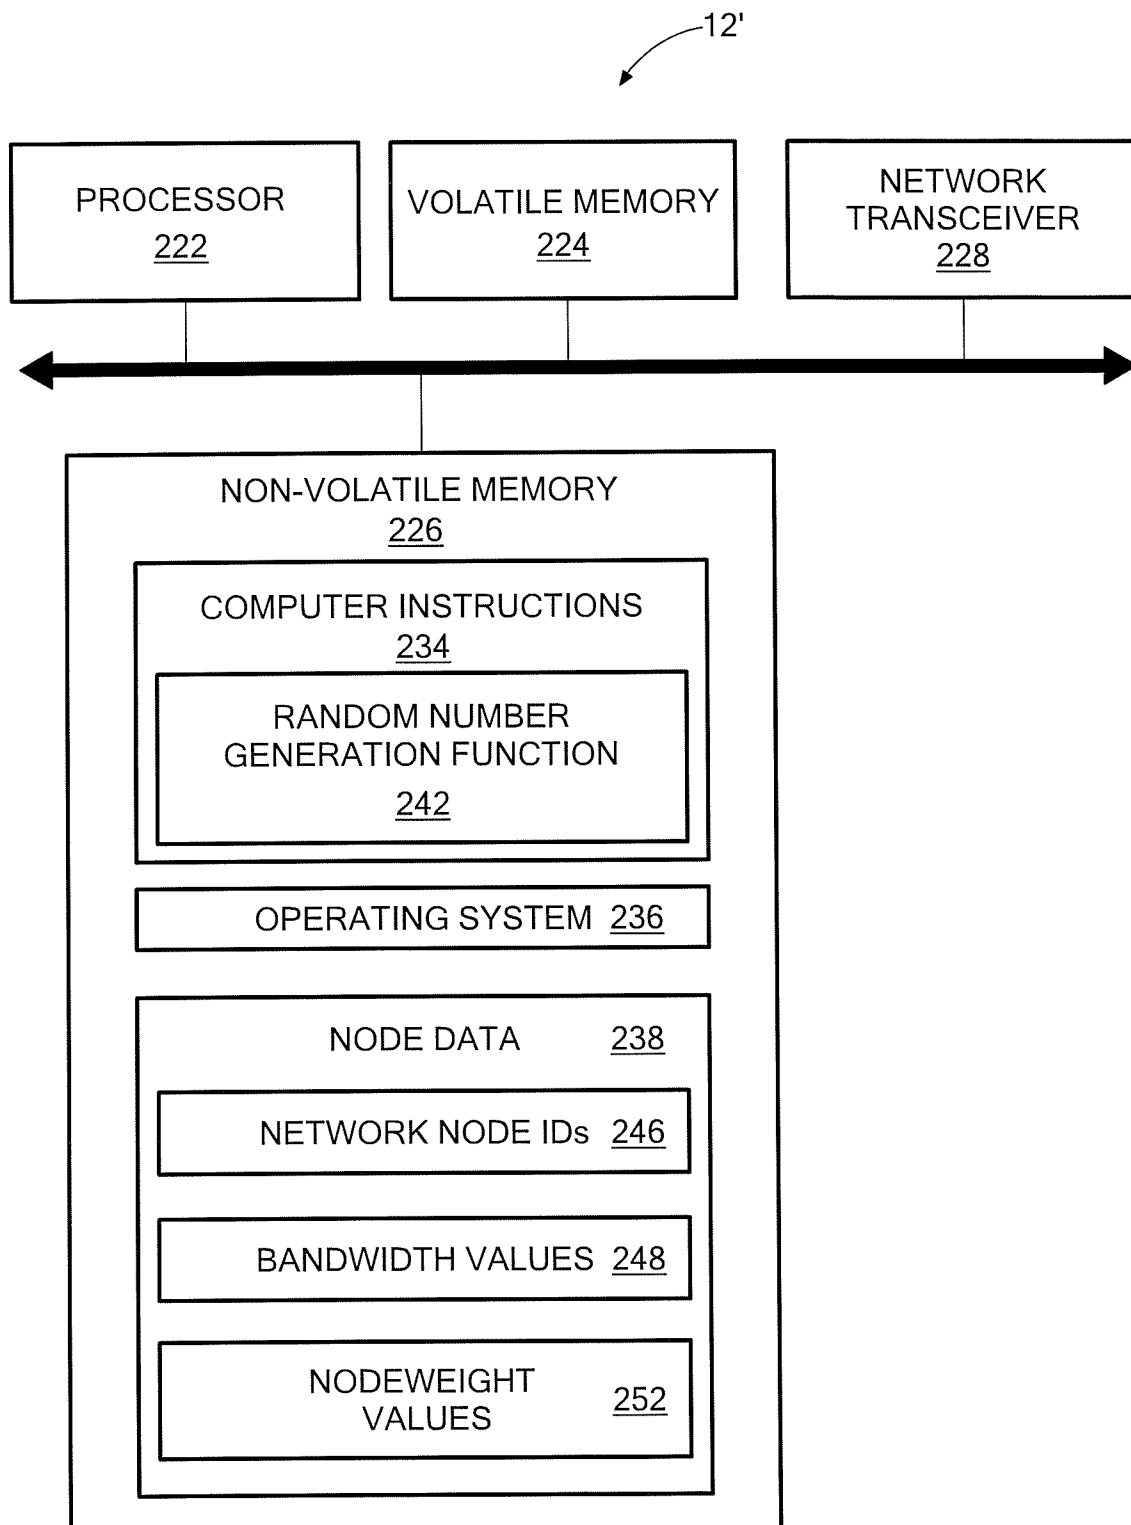 12'
PROCESSOR
222
VOLATILE MEMORY
224
NETWORK
TRANSCEIVER
228
NON-VOLATILE MEMORY
226
COMPUTER INSTRUCTIONS
234
RANDOM NUMBER
GENERATION FUNCTION
242
OPERATING SYSTEM 236
NODE DATA 238
NETWORK NODE IDs 246
BANDWIDTH VALUES 248
NODEWEIGHT
VALUES
252